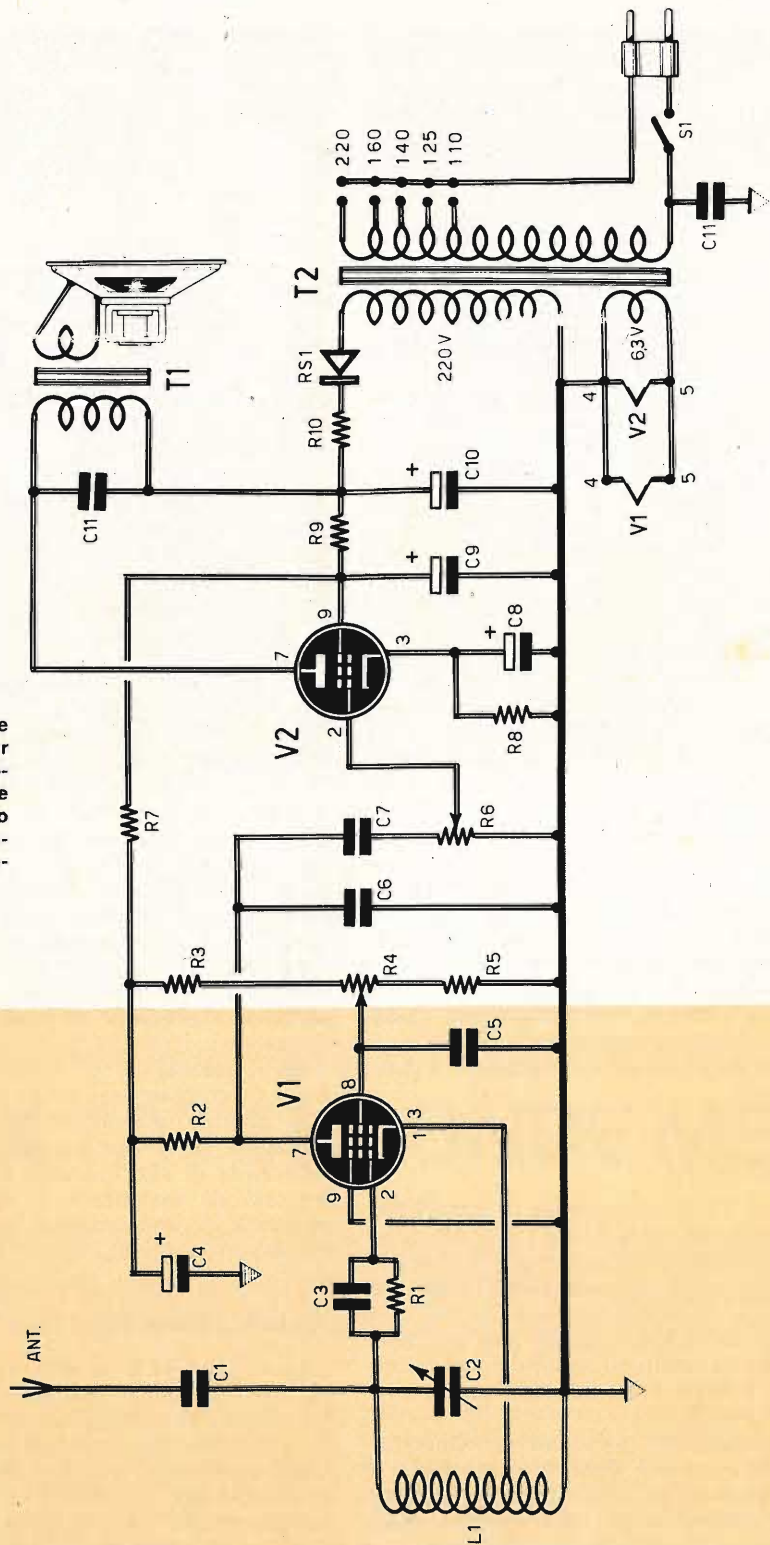 ANT.
C1
C2
L1
C3
R1
C4
+
9
2
7
V1
8
3
1
R2
C5
R3
R4
R5
C6
C7
R6
R7
V2
2
7
9
3
R8
C8
+
C9
+
C10
+
R9
R10
RS1
C11
T1
T2
220 V
6,3 V
220
160
140
125
110
S1
C11
4
V1
5
4
V2
5